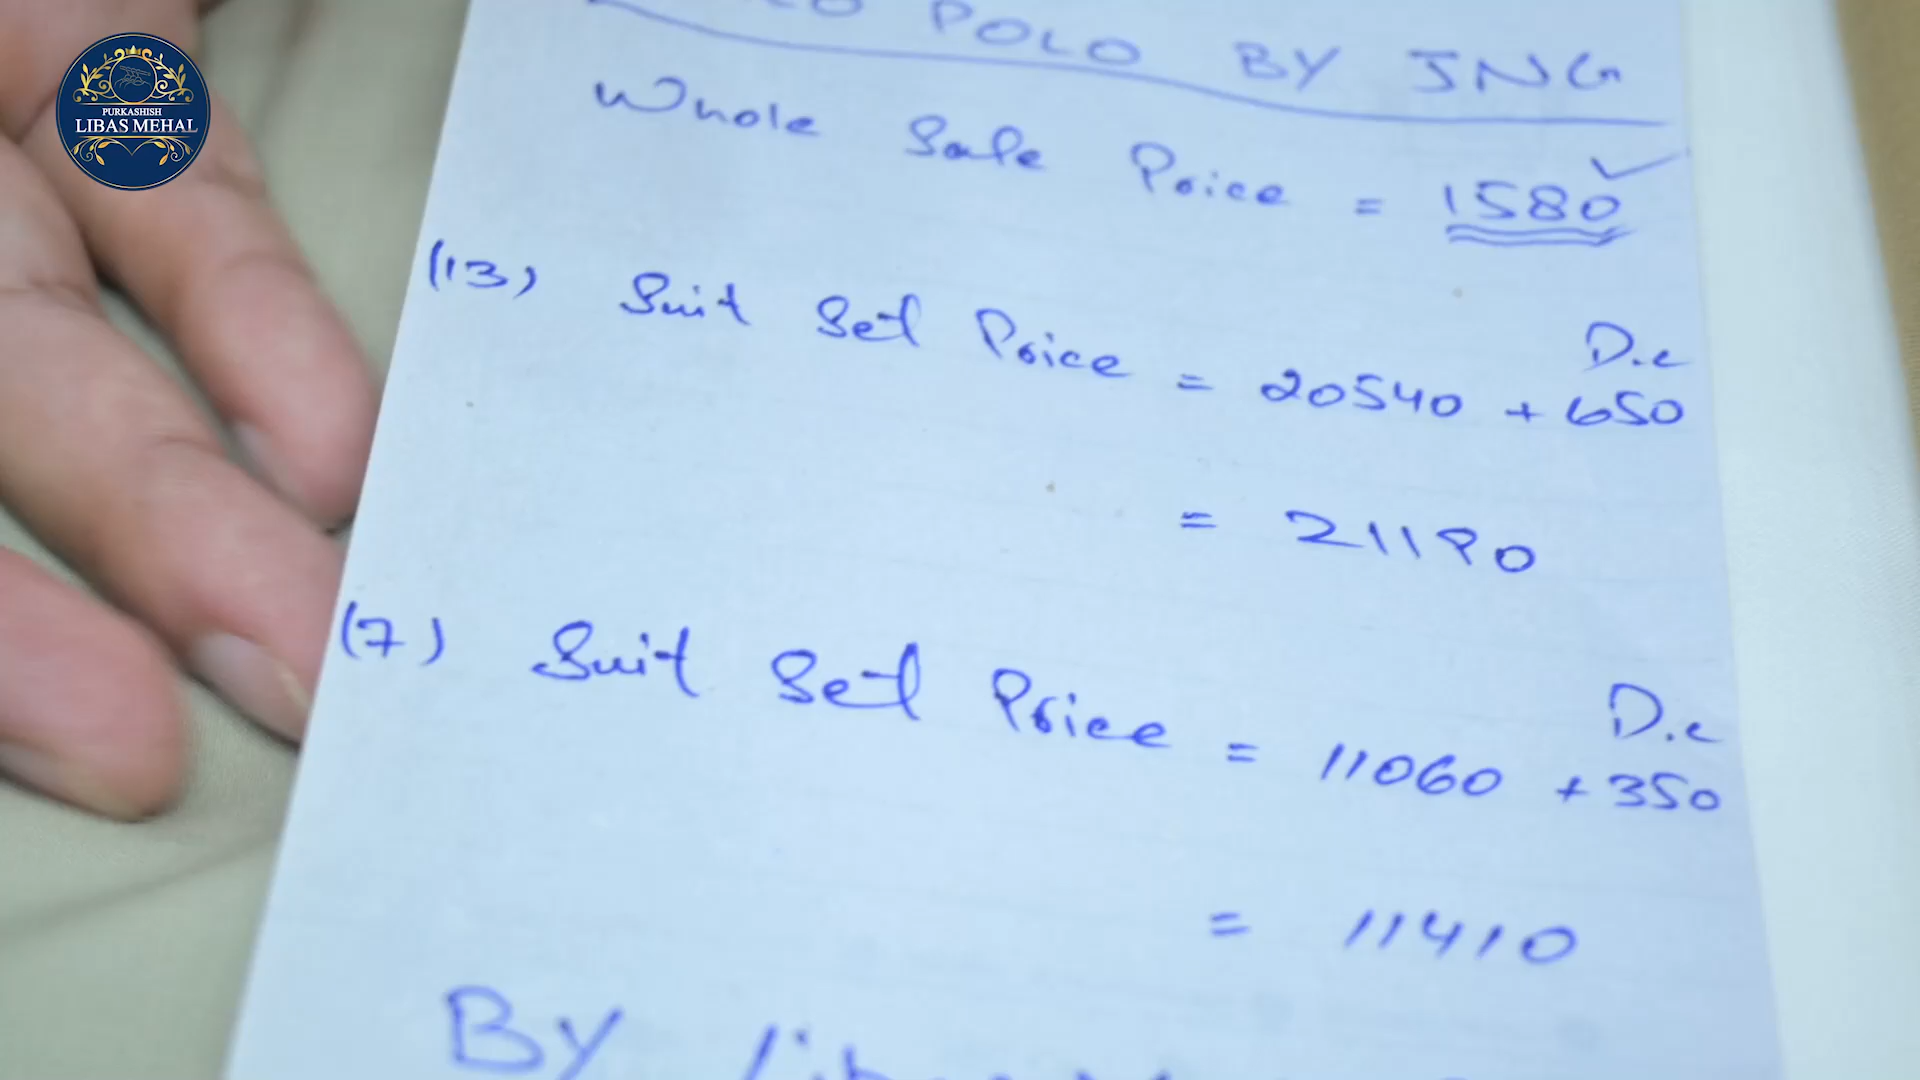 PURKASHISH
LIBAS MEHAL
POLO BY JNG
Whole Sale Price = 1580
(13) Suit Set Price = 20540 + 650 D.c
= 21190
(7) Suit Set Price = 11060 + 350 D.c
= 11410
By